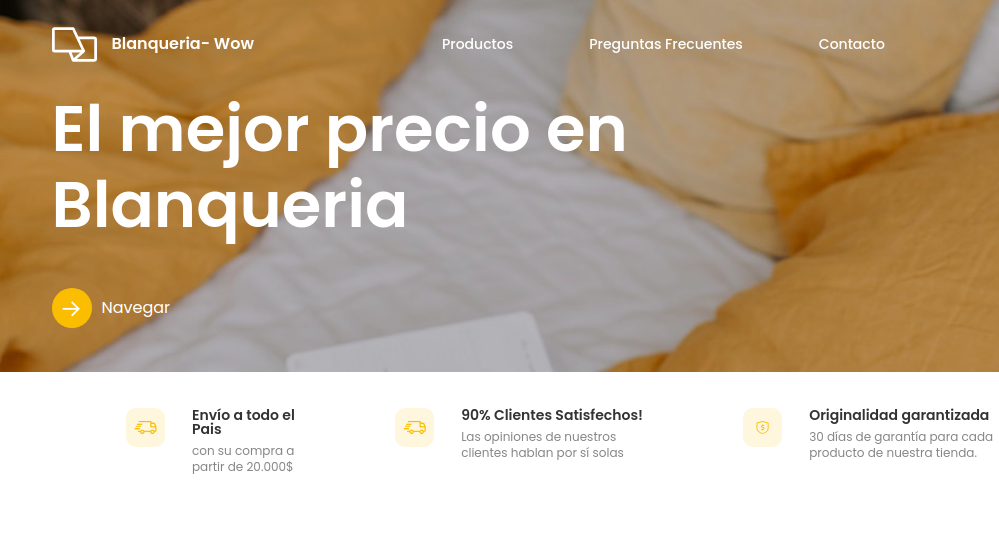 Blanqueria- Wow
Productos
Preguntas Frecuentes
Contacto
El mejor precio en
Blanqueria
Navegar
Envío a todo el
Pais
con su compra a
partir de 20.000$
90% Clientes Satisfechos!
Las opiniones de nuestros
clientes hablan por sí solas
Originalidad garantizada
30 días de garantía para cada
producto de nuestra tienda.